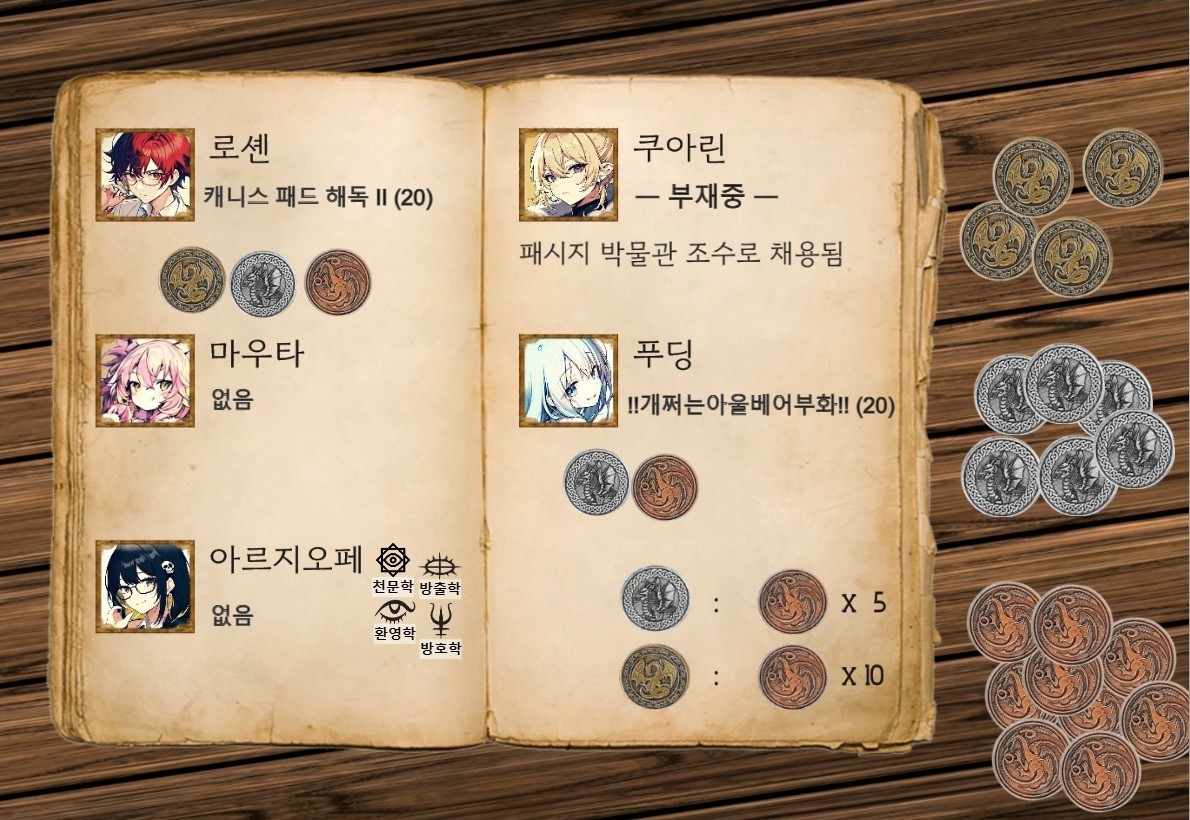 로셴
캐니스 패드 해독 II (20)
마우타
없음
아르지오페
천문학
방출학
환영학
방호학
없음
쿠아린
— 부재중 —
패시지 박물관 조수로 채용됨
푸딩
!!개쩌는아울베어부화!! (20)
: X 5
: X 10